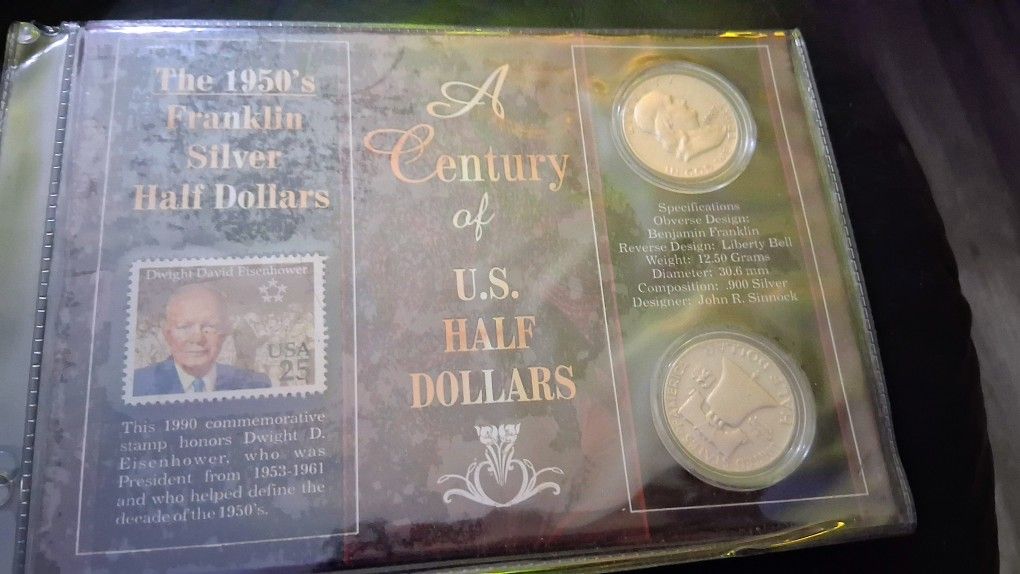 The 1950's
Franklin
Silver
Half Dollars
Dwight David Eisenhower
USA
25
This 1990 commemorative
stamp honors Dwight D.
Eisenhower, who was
President from 1953-1961
and who helped define the
decade of the 1950's.
A
Century
of
U.S.
HALF
DOLLARS
Specifications
Obverse Design:
Benjamin Franklin
Reverse Design: Liberty Bell
Weight: 12.50 Grams
Diameter: 30.6 mm
Composition: .900 Silver
Designer: John R. Sinnock
HALF DOLLAR